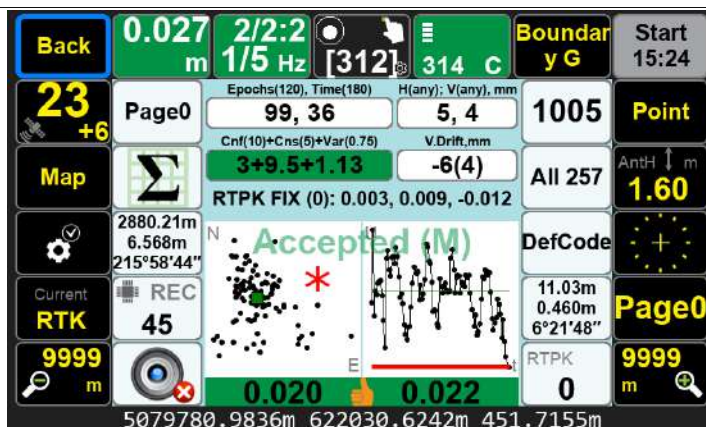 Back
0.027
m
2/2:2
1/5 Hz
[312]
314 C
Boundar
y G
Start
15:24
23
+6
Page0
Epochs(120), Time(180)
99, 36
H(any); V(any), mm
5, 4
1005
Point
Cnf(10)+Cns(5)+Var(0.75)
3+9.5+1.13
V.Drift,mm
-6(4)
Map
Σ
All 257
AntH m
1.60
RTPK FIX (0): 0.003, 0.009, -0.012
2880.21m
6.568m
215°58'44"
N
Accepted (M)
t
DefCode
Current
RTK
REC
45
11.03m
0.460m
6°21'48"
Page0
E
t
9999
m
0.020
0.022
RTPK
0
9999
m
5079780.9836m 622030.6242m 451.7155m